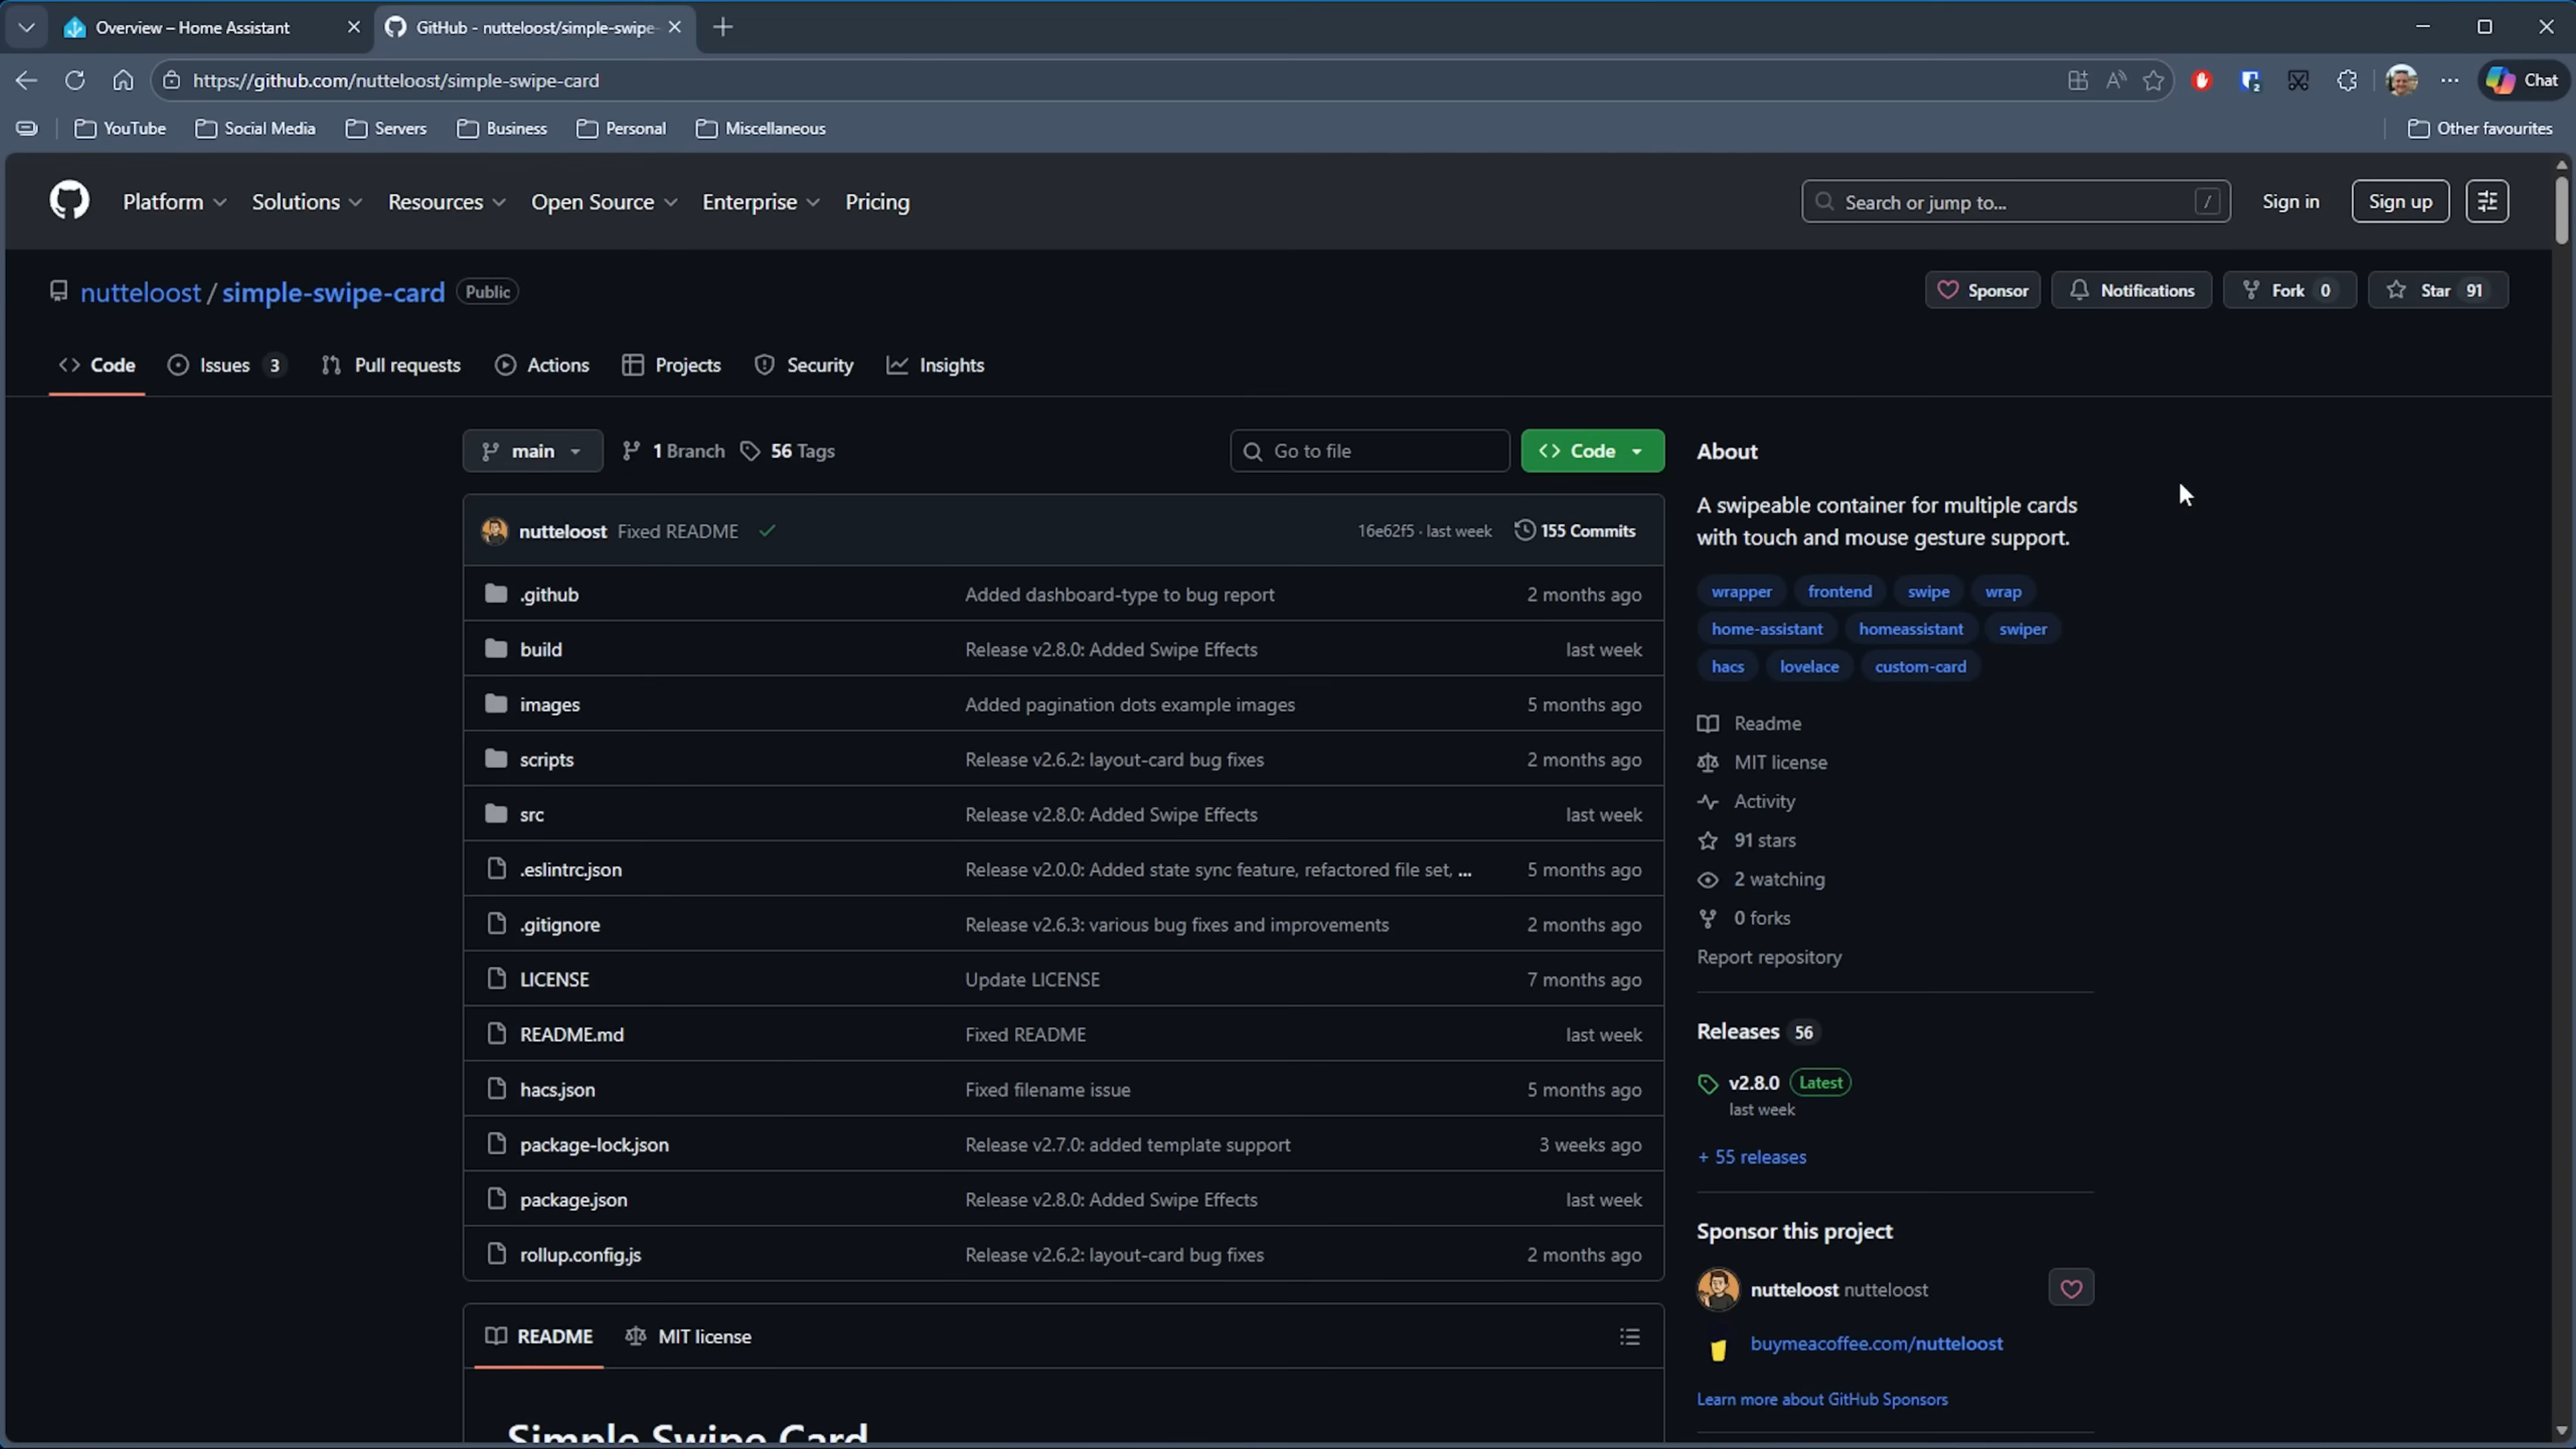 Overview – Home Assistant
GitHub - nutteloost/simple-swipe-
https://github.com/nutteloost/simple-swipe-card
Chat
YouTube
Social Media
Servers
Business
Personal
Miscellaneous
Other favourites
Platform
Solutions
Resources
Open Source
Enterprise
Pricing
Search or jump to...
/
Sign in
Sign up
nutteloost / simple-swipe-card
Public
Sponsor
Notifications
Fork 0
Star 91
Code
Issues 3
Pull requests
Actions
Projects
Security
Insights
main
1 Branch
56 Tags
Go to file
Code
nutteloost Fixed README
16e62f5 · last week
155 Commits
.github Added dashboard-type to bug report 2 months ago
build Release v2.8.0: Added Swipe Effects last week
images Added pagination dots example images 5 months ago
scripts Release v2.6.2: layout-card bug fixes 2 months ago
src Release v2.8.0: Added Swipe Effects last week
.eslintrc.json Release v2.0.0: Added state sync feature, refactored file set, ... 5 months ago
.gitignore Release v2.6.3: various bug fixes and improvements 2 months ago
LICENSE Update LICENSE 7 months ago
README.md Fixed README last week
hacs.json Fixed filename issue 5 months ago
package-lock.json Release v2.7.0: added template support 3 weeks ago
package.json Release v2.8.0: Added Swipe Effects last week
rollup.config.js Release v2.6.2: layout-card bug fixes 2 months ago
README
MIT license
Simple Swipe Card
About
A swipeable container for multiple cards
with touch and mouse gesture support.
wrapper frontend swipe wrap
home-assistant homeassistant swiper
hacs lovelace custom-card
Readme
MIT license
Activity
91 stars
2 watching
0 forks
Report repository
Releases 56
v2.8.0 Latest
last week
+ 55 releases
Sponsor this project
nutteloost nutteloost
buymeacoffee.com/nutteloost
Learn more about GitHub Sponsors